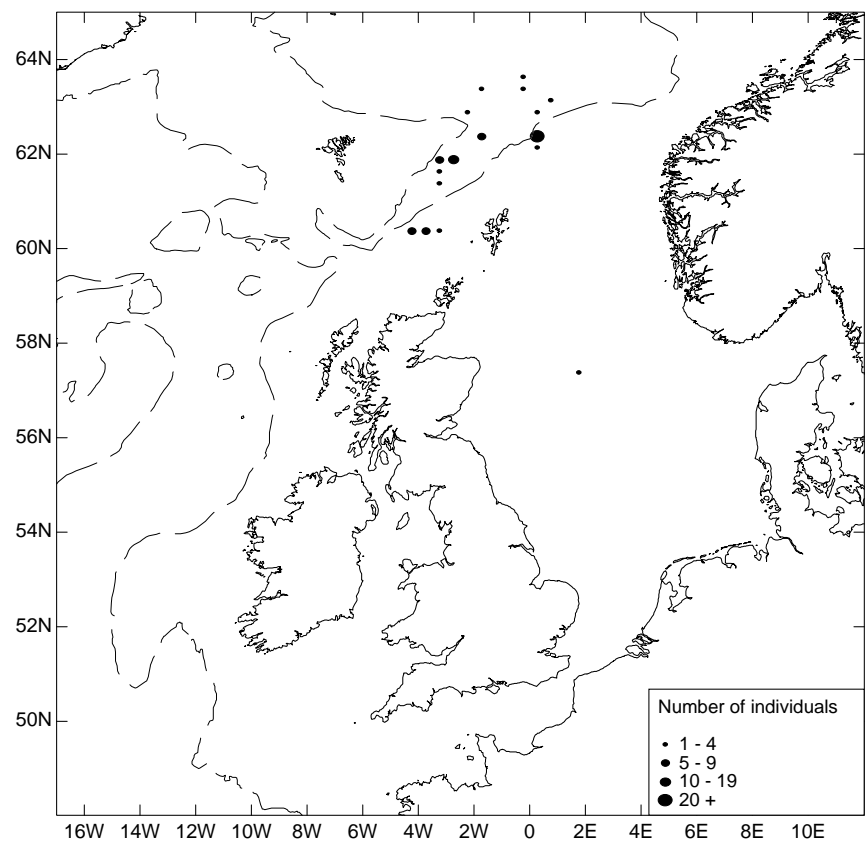 64N
62N
60N
58N
56N
54N
52N
50N
Number of individuals
1 - 4
5 - 9
10 - 19
20 +
16W 14W 12W 10W 8W 6W 4W 2W 0 2E 4E 6E 8E 10E